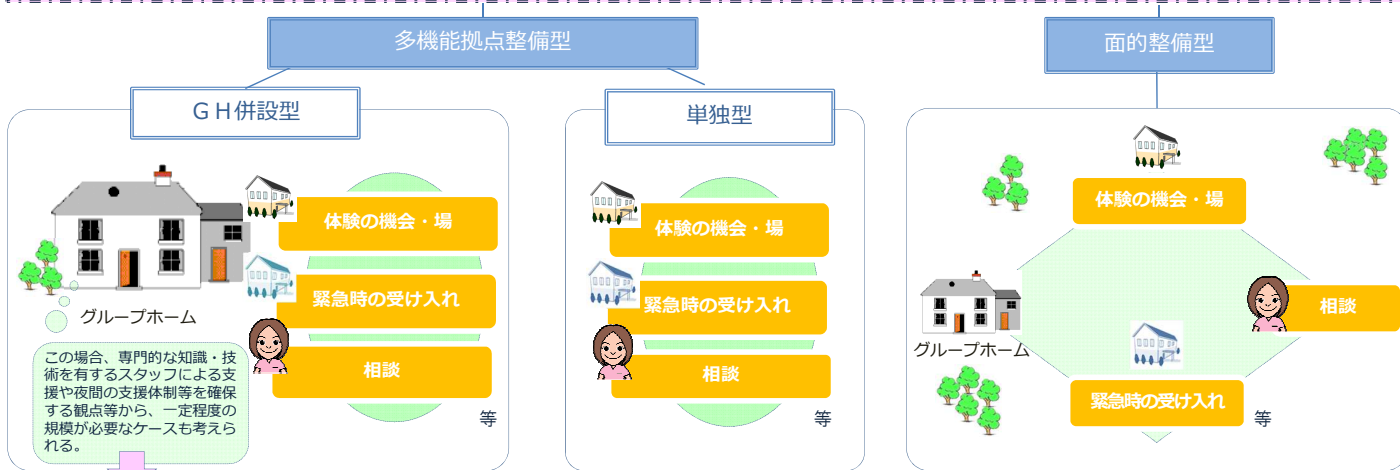 多機能拠点整備型
面的整備型
ＧＨ併設型
単独型
体験の機会・場
緊急時の受け入れ
相談
等
グループホーム
この場合、専門的な知識・技
術を有するスタッフによる支
援や夜間の支援体制等を確保
する観点等から、一定程度の
規模が必要なケースも考えら
れる。
体験の機会・場
緊急時の受け入れ
相談
等
体験の機会・場
相談
グループホーム
緊急時の受け入れ
等